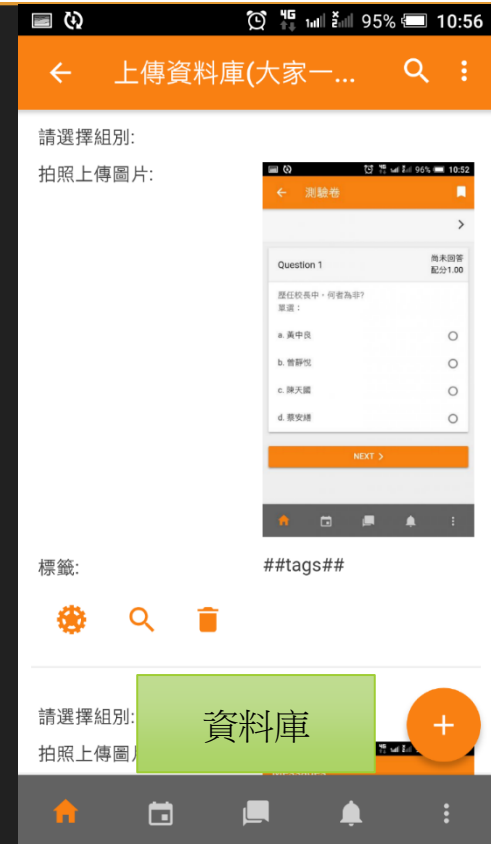 4G 95% 10:56
上傳資料庫(大家一...
請選擇組別:
拍照上傳圖片:
96% 10:52
測驗卷
Question 1
尚未回答
配分1.00
歷任校長中，何者為非?
單選：
a. 黃中良
b. 曾靜悅
c. 陳天國
d. 蔡安繕
NEXT
標籤:
##tags##
請選擇組別:
資料庫
拍照上傳圖